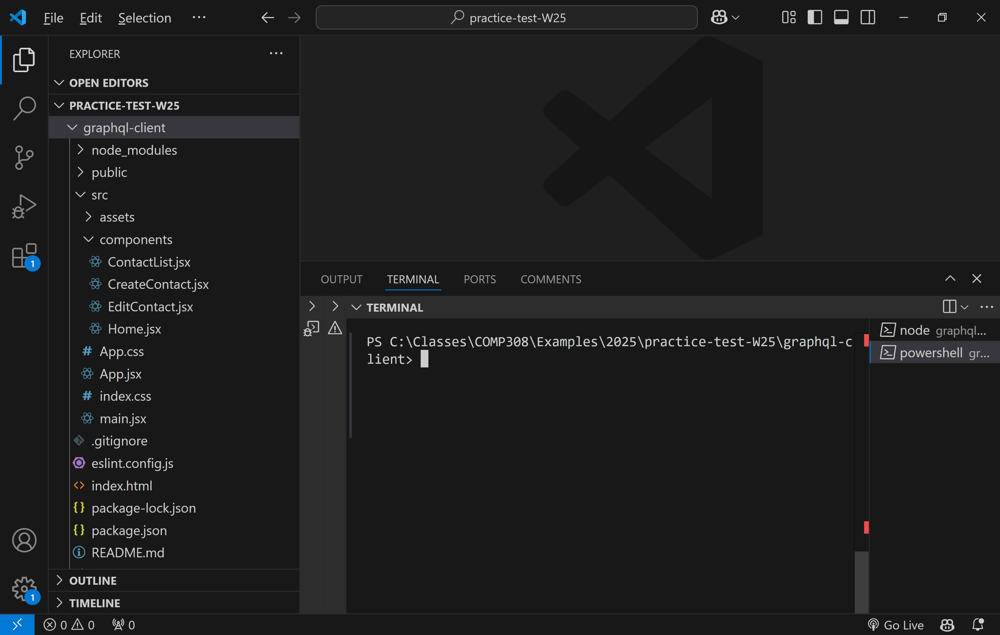 File Edit Selection ··· practice-test-W25
EXPLORER ···
OPEN EDITORS
PRACTICE-TEST-W25
graphql-client
node_modules
public
src
assets
components
ContactList.jsx
CreateContact.jsx
EditContact.jsx
Home.jsx
# App.css
App.jsx
# index.css
main.jsx
.gitignore
eslint.config.js
<> index.html
{} package-lock.json
{} package.json
README.md
OUTLINE
TIMELINE
1
1
OUTPUT TERMINAL PORTS COMMENTS
TERMINAL
PS C:\Classes\COMP308\Examples\2025\practice-test-W25\graphql-c
lient>
node graphql...
powershell gr...
0 0 0 Go Live